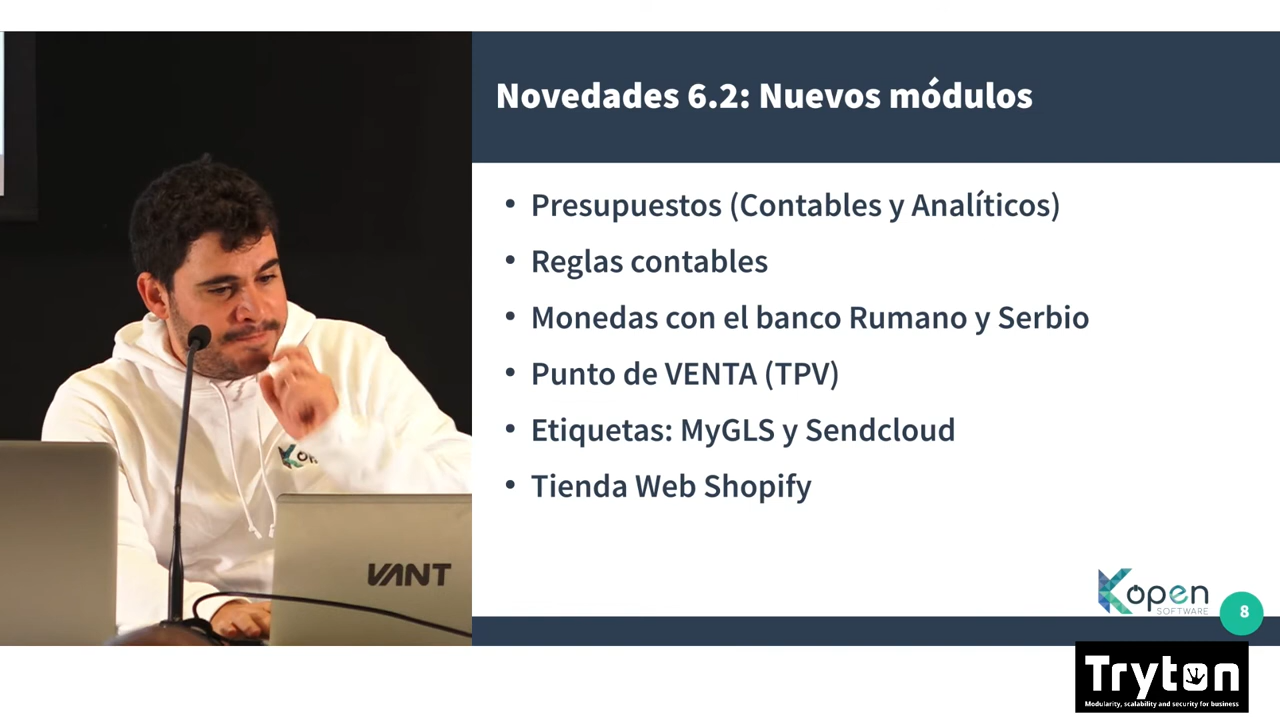 Novedades 6.2: Nuevos módulos
• Presupuestos (Contables y Analíticos)
• Reglas contables
• Monedas con el banco Rumano y Serbio
• Punto de VENTA (TPV)
• Etiquetas: MyGLS y Sendcloud
• Tienda Web Shopify
VANT
Kopen
SOFTWARE
8
Tryton
Modularity, scalability and security for business